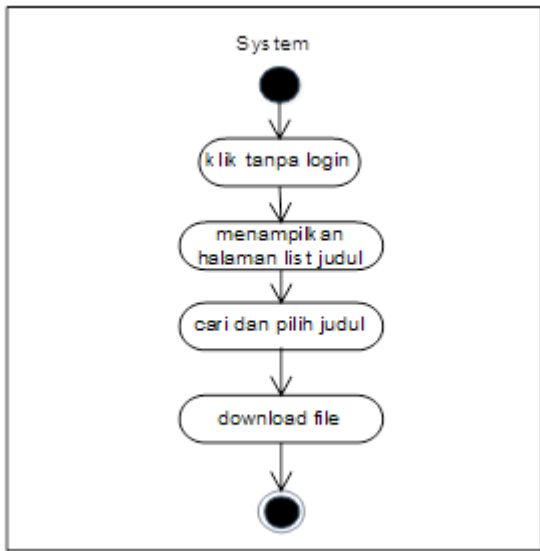 System
klik tanpa login
menampilkan
halaman list judul
cari dan pilih judul
download file